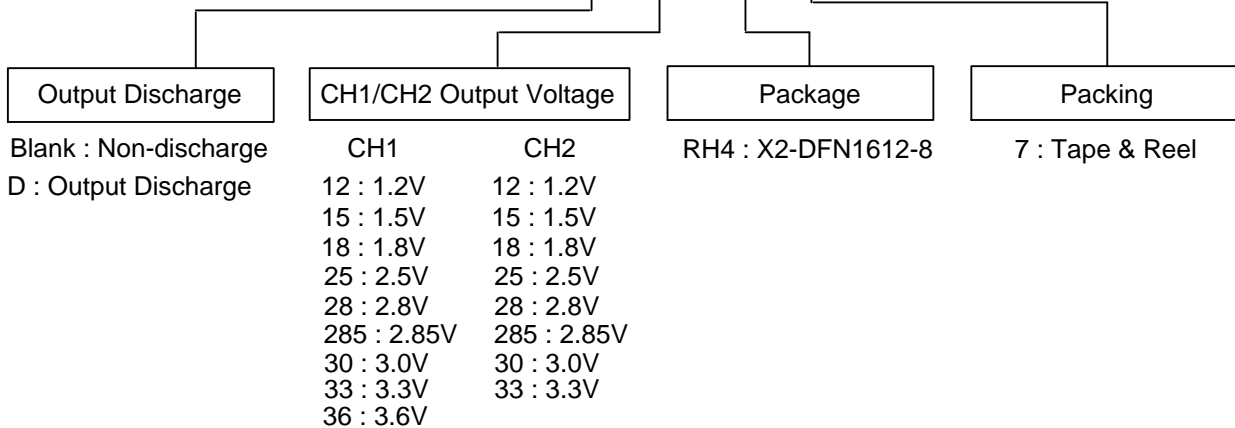 Output Discharge CH1/CH2 Output Voltage Package Packing
Blank : Non-discharge CH1 CH2 RH4 : X2-DFN1612-8 7 : Tape & Reel
D : Output Discharge 12 : 1.2V 12 : 1.2V
15 : 1.5V 15 : 1.5V
18 : 1.8V 18 : 1.8V
25 : 2.5V 25 : 2.5V
28 : 2.8V 28 : 2.8V
285 : 2.85V 285 : 2.85V
30 : 3.0V 30 : 3.0V
33 : 3.3V 33 : 3.3V
36 : 3.6V